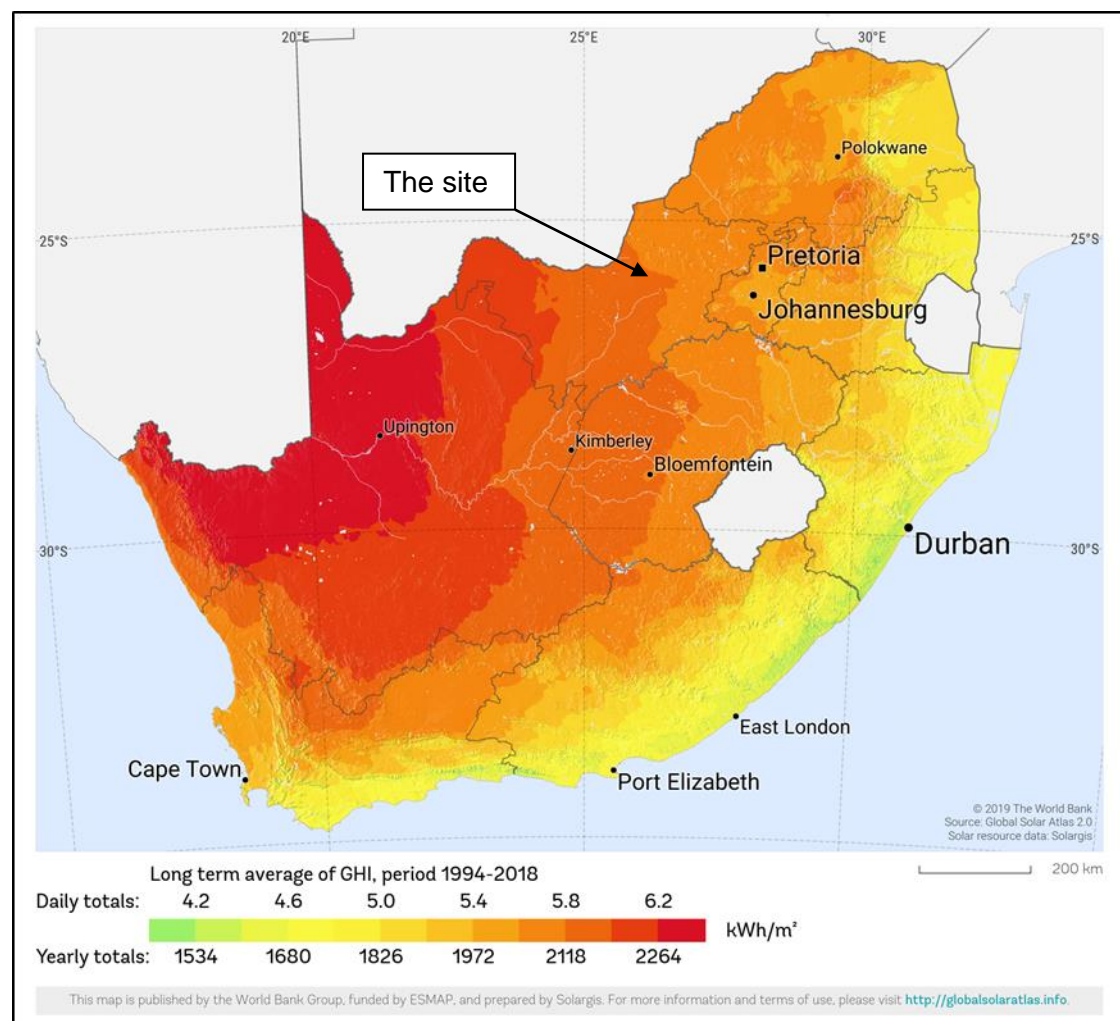 20°E 25°E 30°E
Polokwane
The site
25°S 25°S
Pretoria
Johannesburg
Upington
Kimberley
Bloemfontein
Durban
30°S 30°S
East London
Cape Town
Port Elizabeth
© 2019 The World Bank
Source: Global Solar Atlas 2.0
Solar resource data: Solargis
200 km
Long term average of GHI, period 1994-2018
Daily totals: 4.2 4.6 5.0 5.4 5.8 6.2
kWh/m²
Yearly totals: 1534 1680 1826 1972 2118 2264
This map is published by the World Bank Group, funded by ESMAP, and prepared by Solargis. For more information and terms of use, please visit http://globalsolaratlas.info.